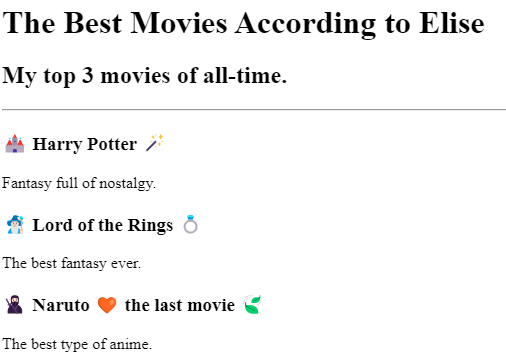 The Best Movies According to Elise
My top 3 movies of all-time.
🏰 Harry Potter 🪄
Fantasy full of nostalgy.
🧙‍♂️ Lord of the Rings 💍
The best fantasy ever.
🥷 Naruto 🧡 the last movie 🍃
The best type of anime.